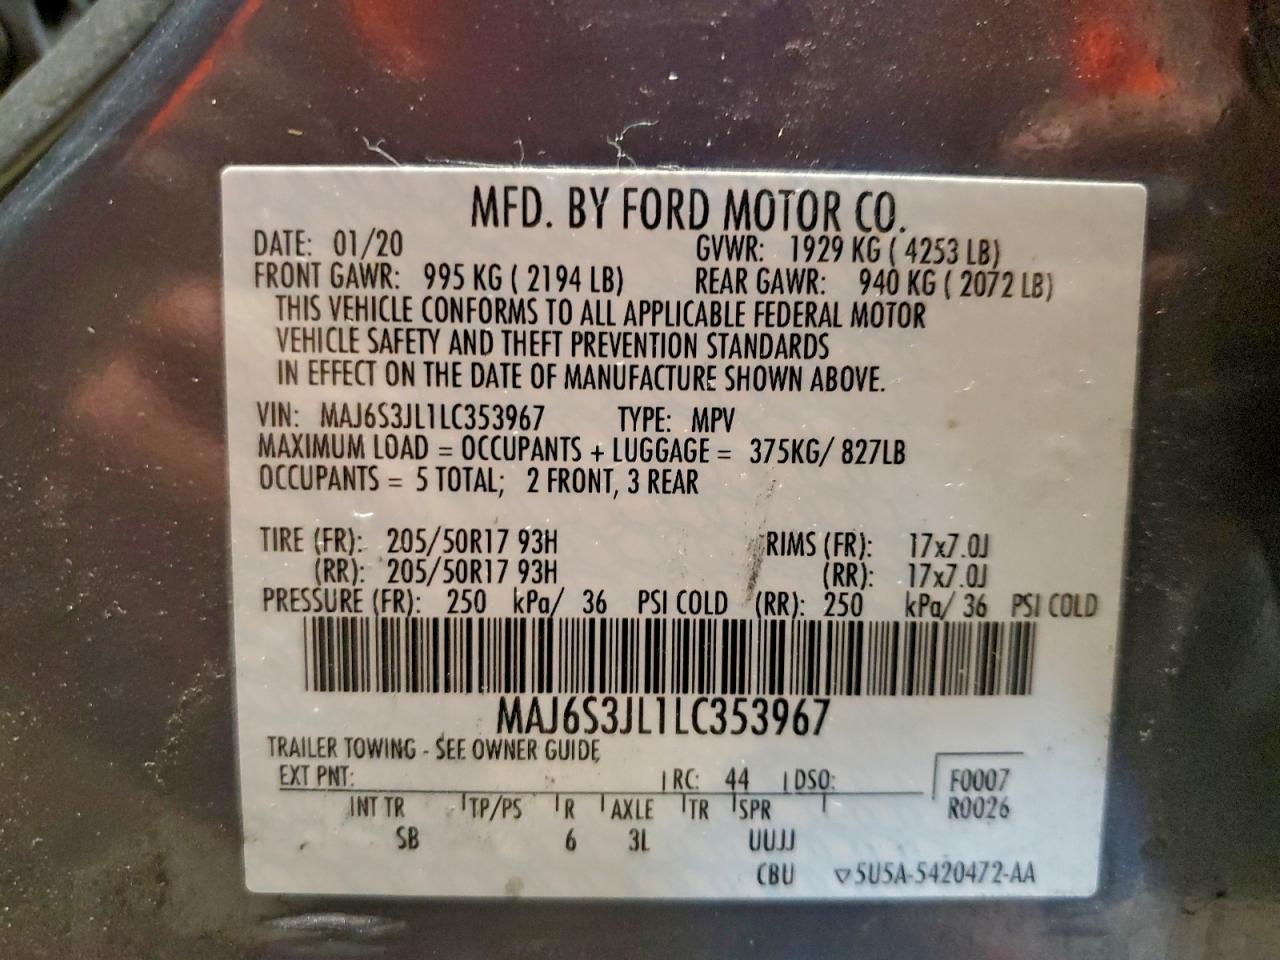 MFD. BY FORD MOTOR CO.
DATE: 01/20 GVWR: 1929 KG ( 4253 LB)
FRONT GAWR: 995 KG ( 2194 LB) REAR GAWR: 940 KG ( 2072 LB)
THIS VEHICLE CONFORMS TO ALL APPLICABLE FEDERAL MOTOR
VEHICLE SAFETY AND THEFT PREVENTION STANDARDS
IN EFFECT ON THE DATE OF MANUFACTURE SHOWN ABOVE.
VIN: MAJ6S3JL1LC353967 TYPE: MPV
MAXIMUM LOAD = OCCUPANTS + LUGGAGE = 375KG/ 827LB
OCCUPANTS = 5 TOTAL; 2 FRONT, 3 REAR
TIRE (FR): 205/50R17 93H RIMS (FR): 17x7.0J
(RR): 205/50R17 93H (RR): 17x7.0J
PRESSURE (FR): 250 kPa/ 36 PSI COLD (RR): 250 kPa/ 36 PSI COLD
MAJ6S3JL1LC353967
TRAILER TOWING - SEE OWNER GUIDE
EXT PNT: RC: 44 DSO: F0007
INT TR TP/PS R AXLE TR SPR R0026
SB 6 3L UUJJ
CBU ▽5U5A-5420472-AA